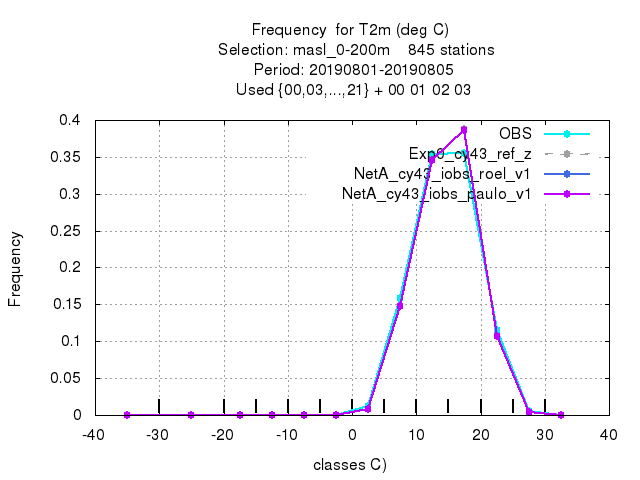 Frequency for T2m (deg C)
Selection: masl_0-200m 845 stations
Period: 20190801-20190805
Used {00,03,...,21} + 00 01 02 03
0.4
0.35
0.3
0.25
0.2
0.15
0.1
0.05
0
Frequency
OBS
Exp0_cy43_ref_z
NetA_cy43_iobs_roel_v1
NetA_cy43_iobs_paulo_v1
-40 -30 -20 -10 0 10 20 30 40
classes C)